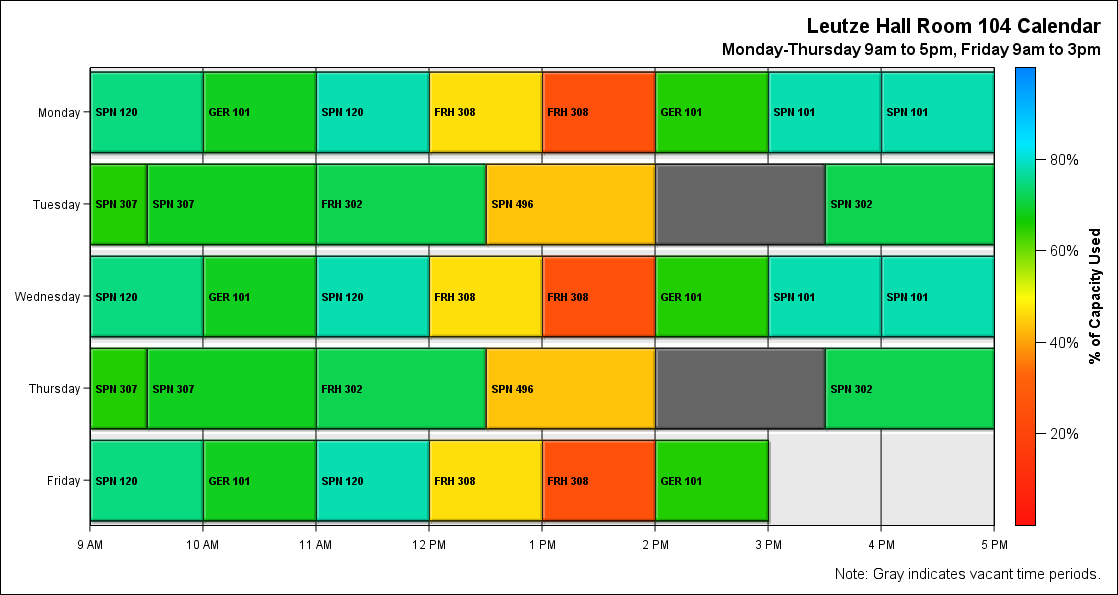 Leutze Hall Room 104 Calendar
Monday-Thursday 9am to 5pm, Friday 9am to 3pm
Monday
SPN 120
GER 101
SPN 120
FRH 308
FRH 308
GER 101
SPN 101
SPN 101
Tuesday
SPN 307
SPN 307
FRH 302
SPN 496
SPN 302
Wednesday
SPN 120
GER 101
SPN 120
FRH 308
FRH 308
GER 101
SPN 101
SPN 101
Thursday
SPN 307
SPN 307
FRH 302
SPN 496
SPN 302
Friday
SPN 120
GER 101
SPN 120
FRH 308
FRH 308
GER 101
9 AM
10 AM
11 AM
12 PM
1 PM
2 PM
3 PM
4 PM
5 PM
80%
60%
40%
20%
% of Capacity Used
Note: Gray indicates vacant time periods.